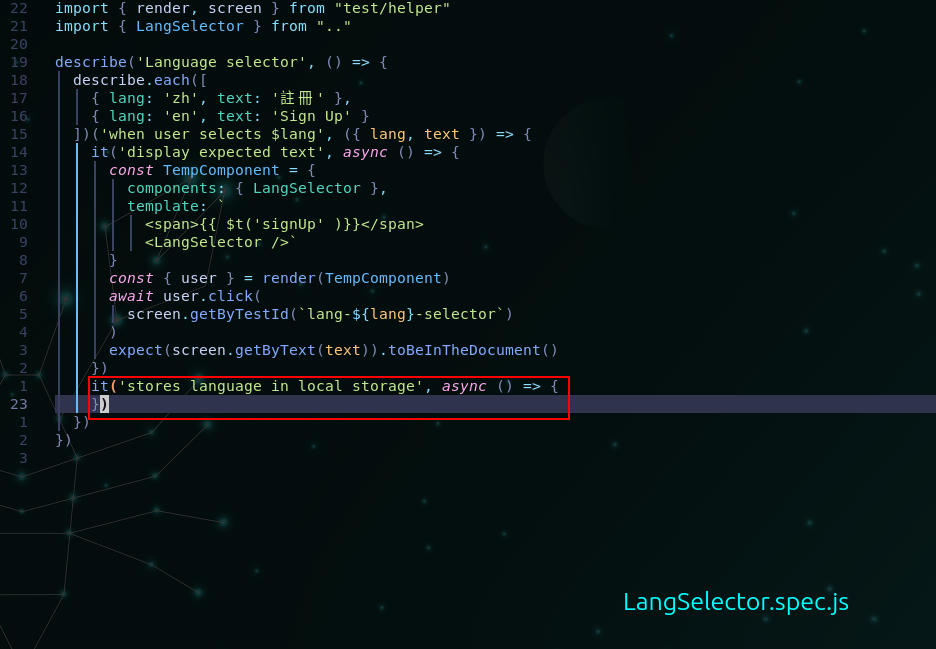 22 import { render, screen } from "test/helper"
21 import { LangSelector } from ".."
20
19 describe('Language selector', () => {
18   describe.each([
17     { lang: 'zh', text: '註冊' },
16     { lang: 'en', text: 'Sign Up' }
15   ])('when user selects $lang', ({ lang, text }) => {
14     it('display expected text', async () => {
13       const TempComponent = {
12         components: { LangSelector },
11         template: `
10           <span>{{ $t('signUp' )}}</span>
9           <LangSelector />`
8       }
7       const { user } = render(TempComponent)
6       await user.click(
5         screen.getByTestId(`lang-${lang}-selector`)
4       )
3       expect(screen.getByText(text)).toBeInTheDocument()
2     })
1     it('stores language in local storage', async () => {
23     })
1   })
2 })
3
LangSelector.spec.js